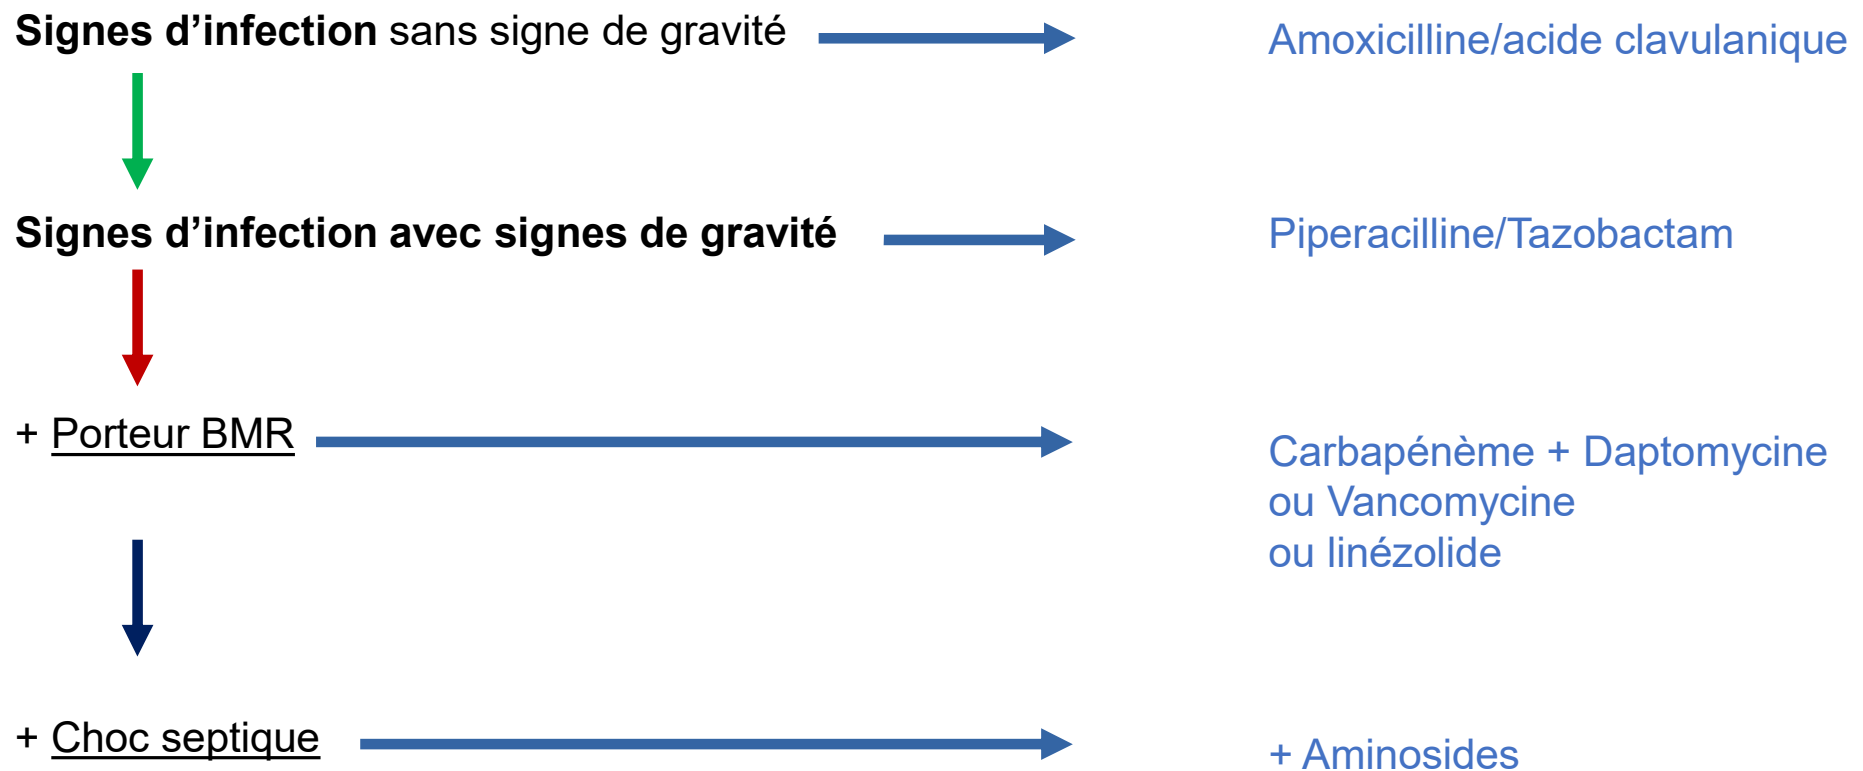 Signes d’infection sans signe de gravité
Amoxicilline/acide clavulanique
Signes d’infection avec signes de gravité
Piperacilline/Tazobactam
+ Porteur BMR
Carbapénème + Daptomycine
ou Vancomycine
ou linézolide
+ Choc septique
+ Aminosides